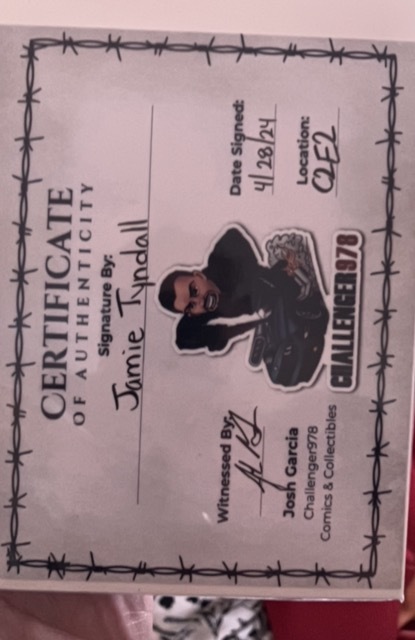 CERTIFICATE
OF AUTHENTICITY
Signature By:
Jamie Tyndall
Witnessed By:
Josh Garcia
Challenger978
Comics & Collectibles
CHALLENGER978
Date Signed:
4/28/24
Location:
C2E2